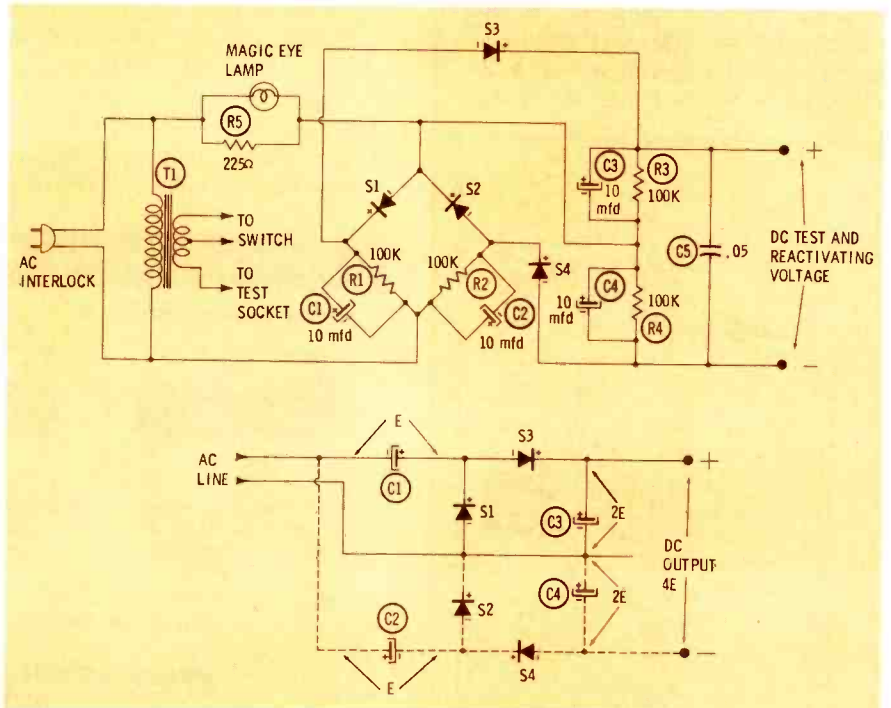 S3
MAGIC EYE
LAMP
R5
225Ω
T1
S1
S2
C3
10
mfd
R3
100K
TO
SWITCH
TO
TEST
SOCKET
AC
INTERLOCK
100K
R1
C1
10 mfd
100K
R2
C2
10 mfd
S4
C4
10
mfd
100K
R4
C5
.05
+
DC TEST AND
REACTIVATING
VOLTAGE
−
E
AC
LINE
C1
S3
+
S1
C3
2E
DC
OUTPUT
4E
S2
C4
2E
C2
S4
−
E